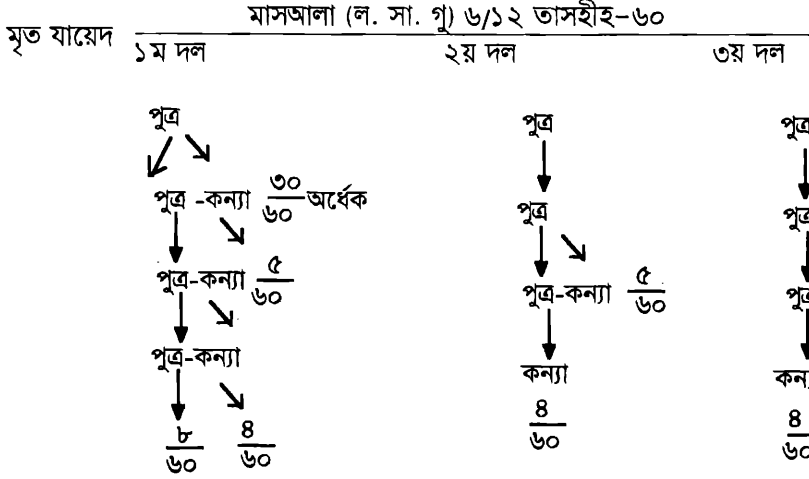 মাসআলা (ল. সা. গু) ৬/১২ তাসহীহ-৬০
মৃত যায়েদ
১ম দল ২য় দল ৩য় দল
পুত্র পুত্র পুত্র
পুত্র -কন্যা ৩০/৬০ অর্ধেক পুত্র পুত্র
পুত্র-কন্যা ৫/৬০ পুত্র-কন্যা ৫/৬০ পুত্র
পুত্র-কন্যা কন্যা
৮/৬০ ৪/৬০ ৪/৬০ ৪/৬০